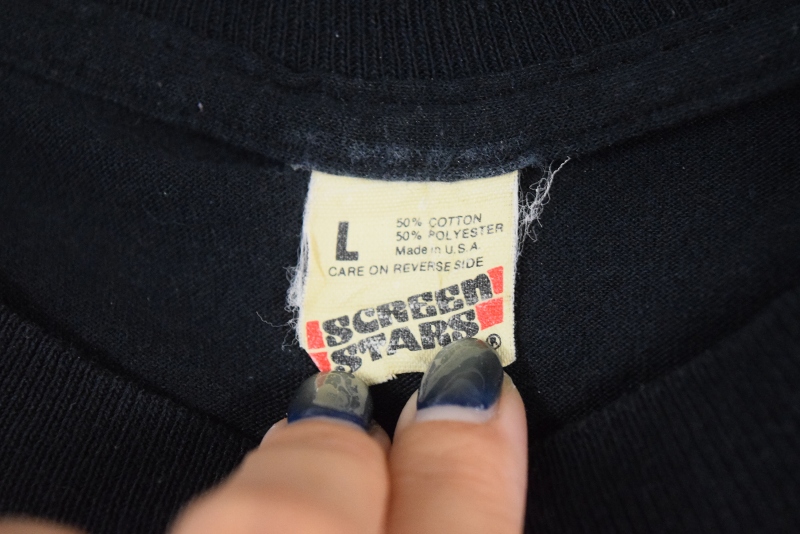 L
50% COTTON
50% POLYESTER
Made in U.S.A.
CARE ON REVERSE SIDE
SCREEN
STARS
®